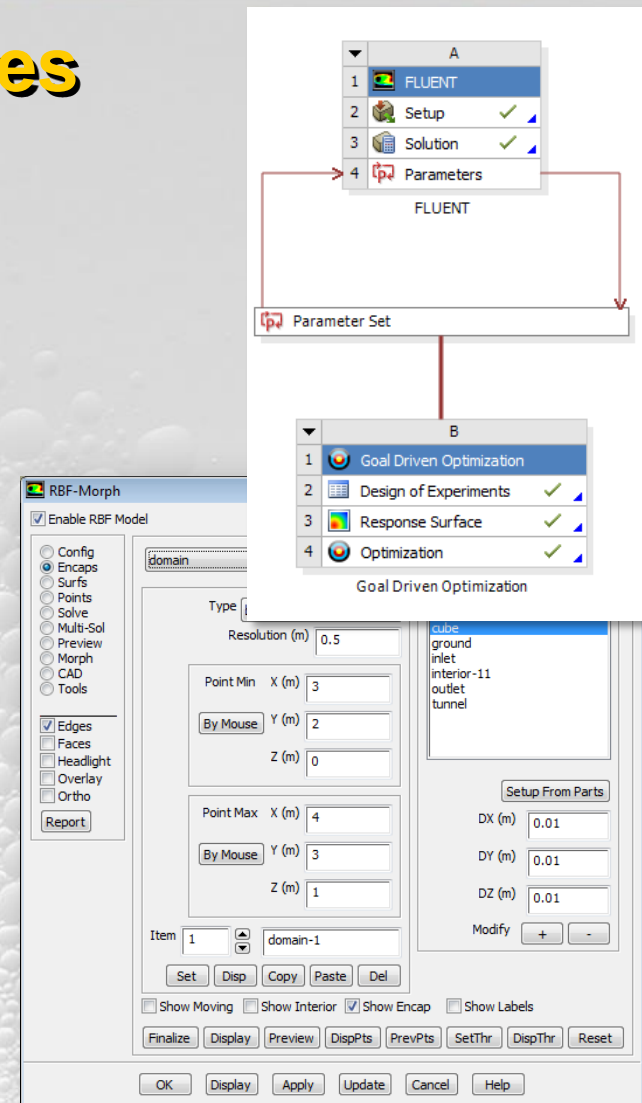 es
A
1 FLUENT
2 Setup
3 Solution
4 Parameters
FLUENT
Parameter Set
B
1 Goal Driven Optimization
2 Design of Experiments
3 Response Surface
4 Optimization
Goal Driven Optimization
RBF-Morph
Enable RBF Model
Config
Encaps
Surfs
Points
Solve
Multi-Sol
Preview
Morph
CAD
Tools
Edges
Faces
Headlight
Overlay
Ortho
Report
domain
Type
Resolution (m) 0.5
Point Min X (m) 3
By Mouse Y (m) 2
Z (m) 0
Point Max X (m) 4
By Mouse Y (m) 3
Z (m) 1
Item 1 domain-1
Set Disp Copy Paste Del
cube
ground
inlet
interior-11
outlet
tunnel
Setup From Parts
DX (m) 0.01
DY (m) 0.01
DZ (m) 0.01
Modify + -
Show Moving Show Interior Show Encap Show Labels
Finalize Display Preview DispPts PrevPts SetThr DispThr Reset
OK Display Apply Update Cancel Help